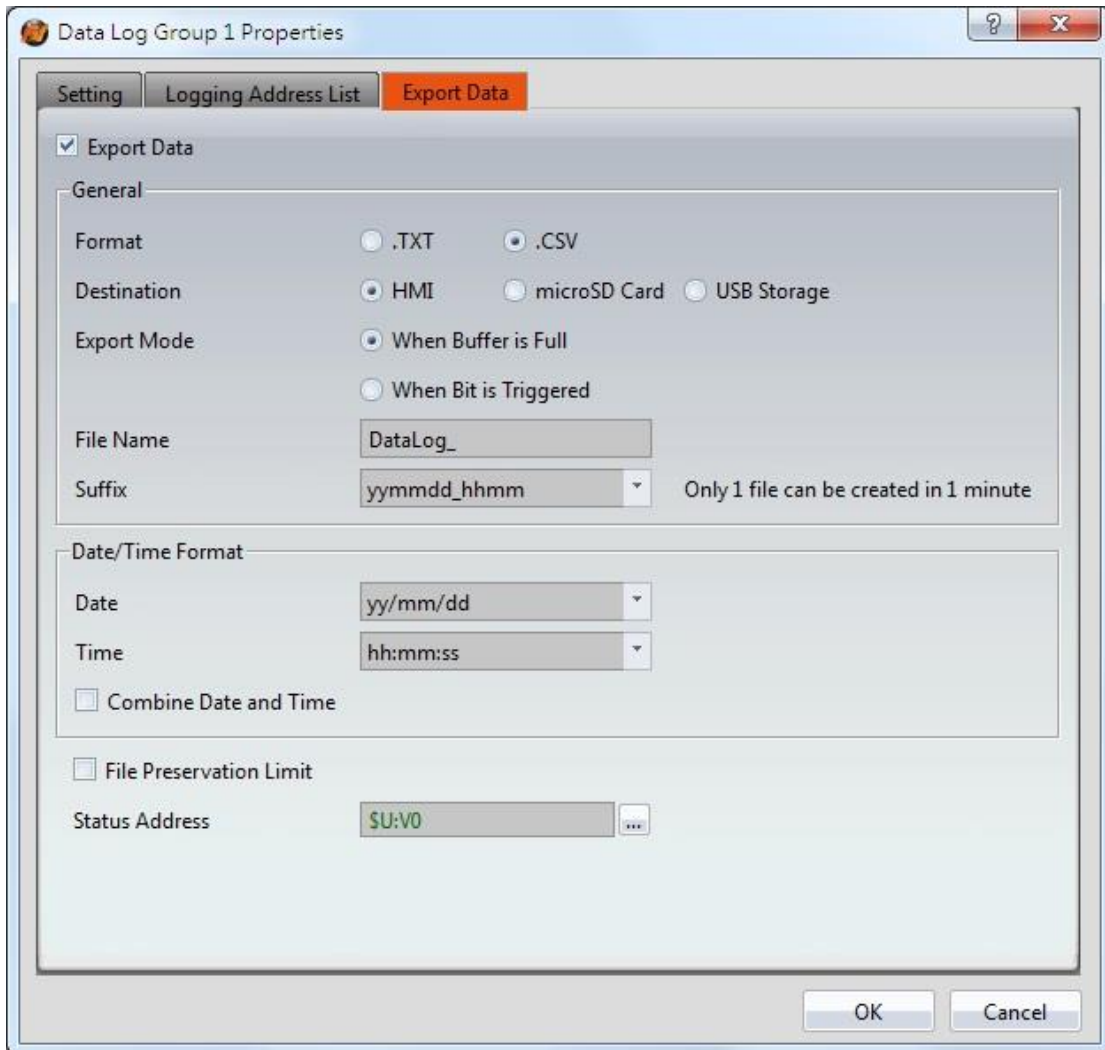 Data Log Group 1 Properties
Setting Logging Address List Export Data
Export Data
General
Format .TXT .CSV
Destination HMI microSD Card USB Storage
Export Mode When Buffer is Full
When Bit is Triggered
File Name DataLog_
Suffix yymmdd_hhmm Only 1 file can be created in 1 minute
Date/Time Format
Date yy/mm/dd
Time hh:mm:ss
Combine Date and Time
File Preservation Limit
Status Address $U:V0 ...
OK Cancel